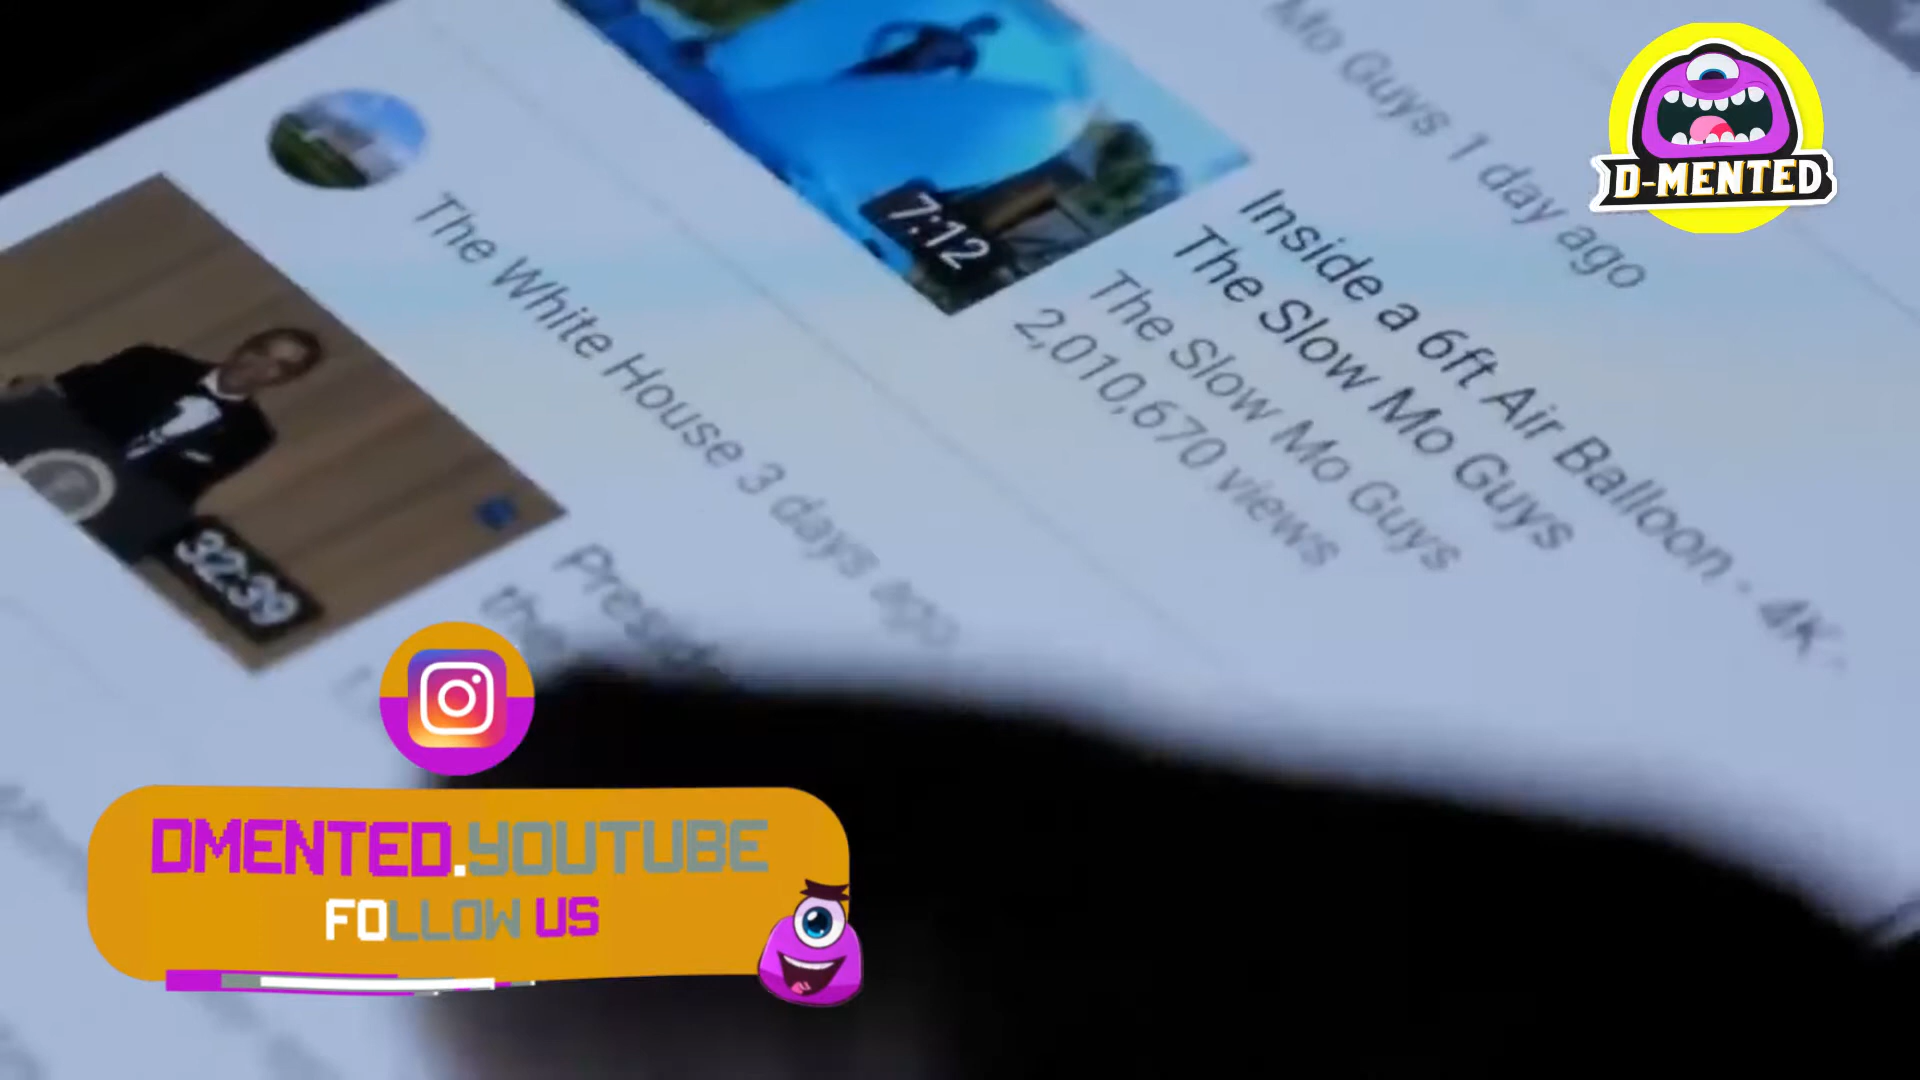 D-MENTED
Mo Guys 1 day ago
7:12
Inside a 6ft Air Balloon - 4K -
The Slow Mo Guys
The Slow Mo Guys
2,010,670 views
The White House 3 days ago
32:39
the
DMENTED.YOUTUBE
FOLLOW US